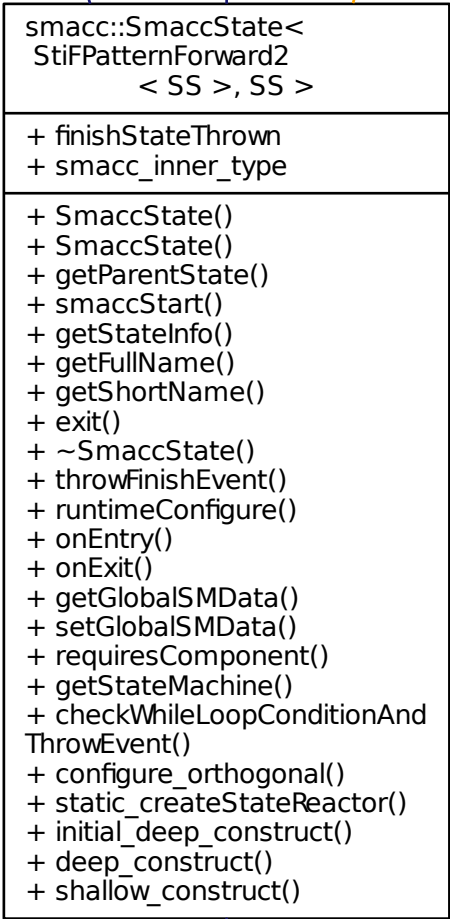 smacc::SmaccState<
StiFPatternForward2
< SS >, SS >
+ finishStateThrown
+ smacc_inner_type
+ SmaccState()
+ SmaccState()
+ getParentState()
+ smaccStart()
+ getStateInfo()
+ getFullName()
+ getShortName()
+ exit()
+ ~SmaccState()
+ throwFinishEvent()
+ runtimeConfigure()
+ onEntry()
+ onExit()
+ getGlobalSMData()
+ setGlobalSMData()
+ requiresComponent()
+ getStateMachine()
+ checkWhileLoopConditionAnd
ThrowEvent()
+ configure_orthogonal()
+ static_createStateReactor()
+ initial_deep_construct()
+ deep_construct()
+ shallow_construct()